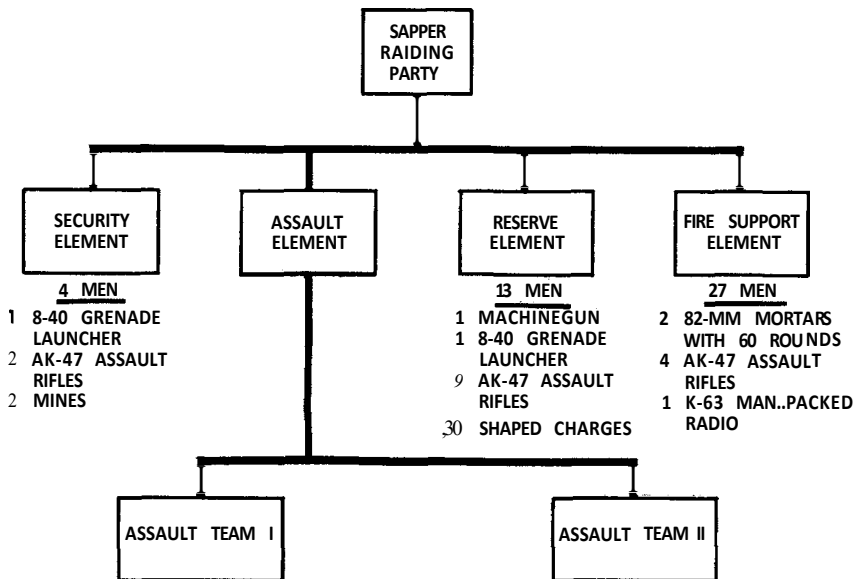 SAPPER
RAIDING
PARTY
SECURITY
ELEMENT
4 MEN
1 8-40 GRENADE
LAUNCHER
2 AK-47 ASSAULT
RIFLES
2 MINES
ASSAULT
ELEMENT
RESERVE
ELEMENT
13 MEN
1 MACHINEGUN
1 8-40 GRENADE
LAUNCHER
9 AK-47 ASSAULT
RIFLES
30 SHAPED CHARGES
FIRE SUPPORT
ELEMENT
27 MEN
2 82-MM MORTARS
WITH 60 ROUNDS
4 AK-47 ASSAULT
RIFLES
1 K-63 MAN..PACKED
RADIO
ASSAULT TEAM I
ASSAULT TEAM II